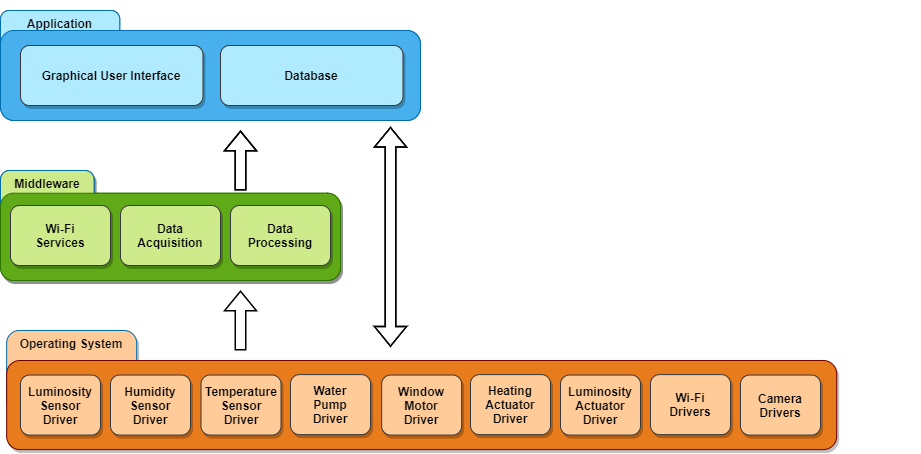 Application
Graphical User Interface
Database
Middleware
Wi-Fi
Services
Data
Acquisition
Data
Processing
Operating System
Luminosity
Sensor
Driver
Humidity
Sensor
Driver
Temperature
Sensor
Driver
Water
Pump
Driver
Window
Motor
Driver
Heating
Actuator
Driver
Luminosity
Actuator
Driver
Wi-Fi
Drivers
Camera
Drivers